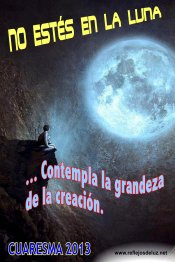 NO ESTÉS EN LA LUNA
... Contempla la grandeza
de la creación.
CUARESMA 2013
www.reflejosdeluz.net